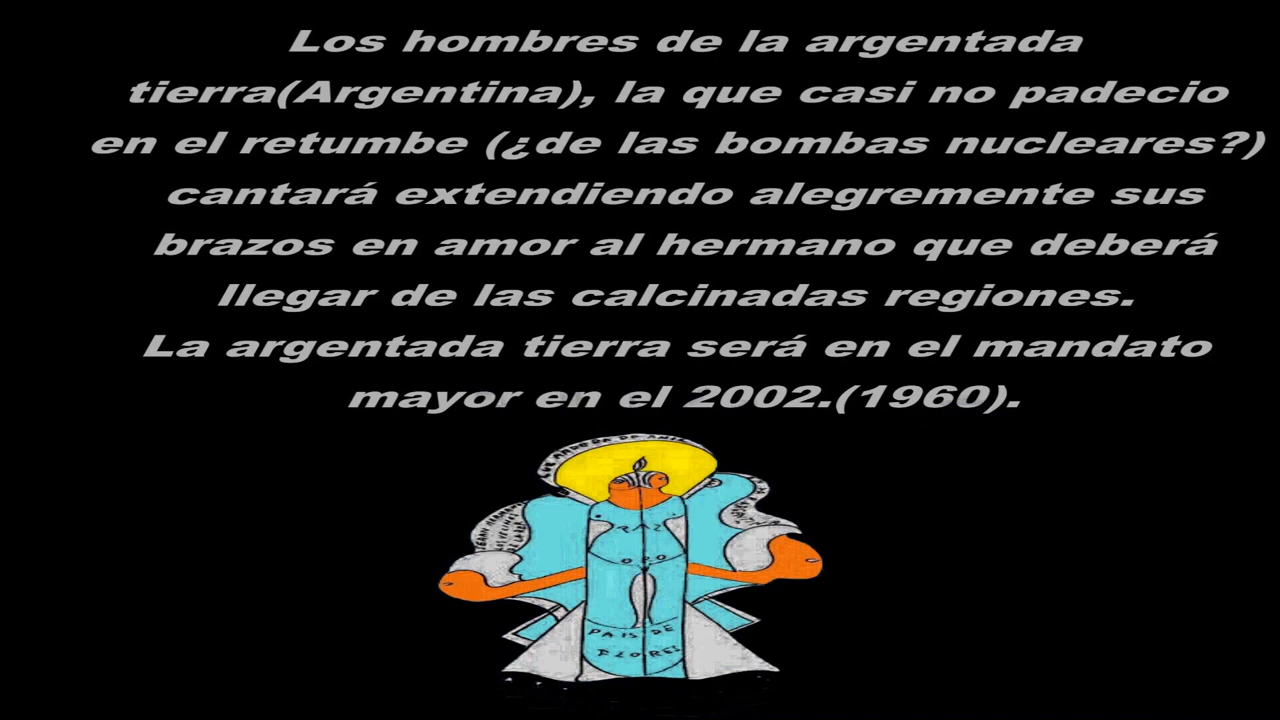 Los hombres de la argentada
tierra(Argentina), la que casi no padecio
en el retumbe (¿de las bombas nucleares?)
cantará extendiendo alegremente sus
brazos en amor al hermano que deberá
llegar de las calcinadas regiones.
La argentada tierra será en el mandato
mayor en el 2002.(1960).
PAIS DE
FLORES